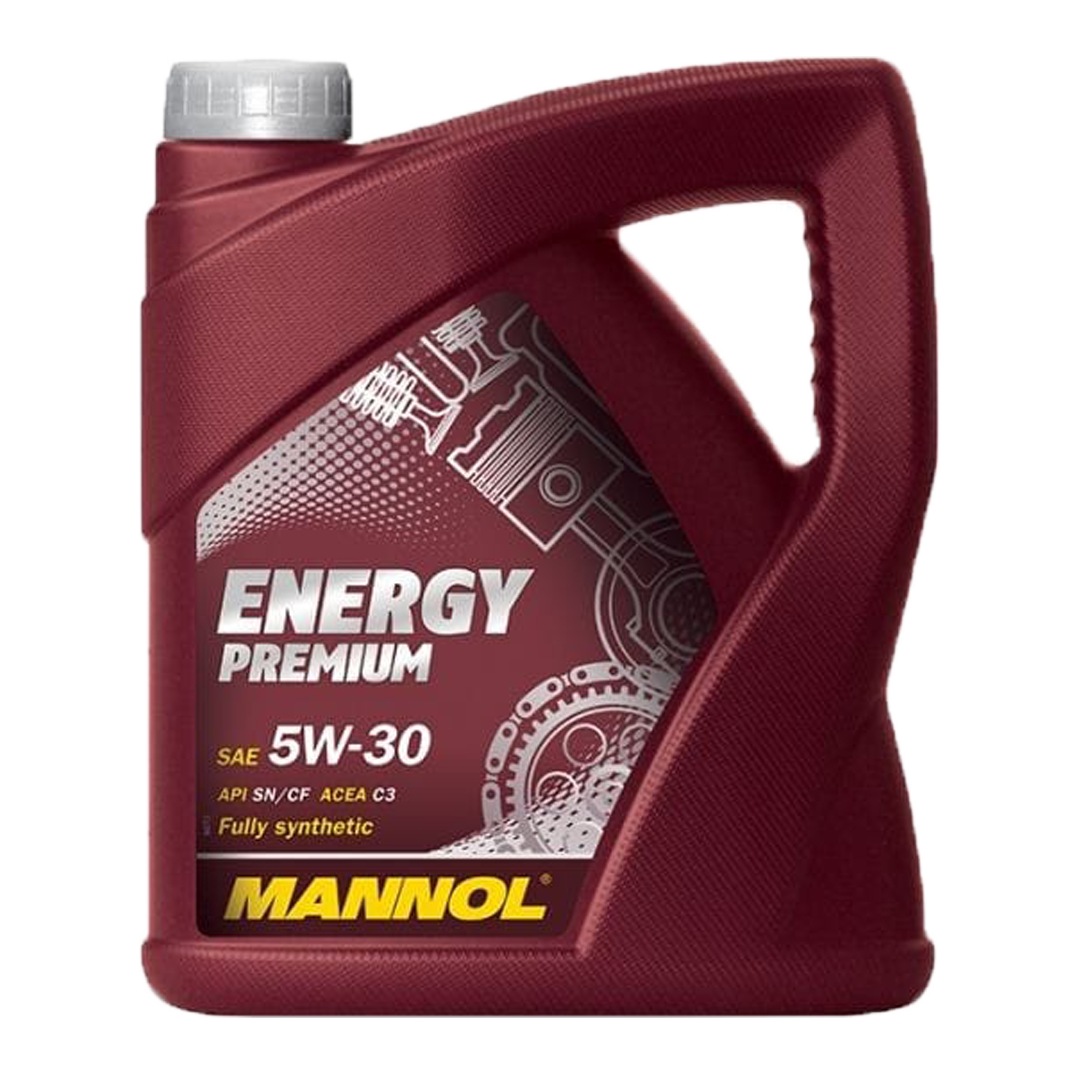 ENERGY
PREMIUM
SAE 5W-30
API SN/CF ACEA C3
Fully synthetic
MANNOL®